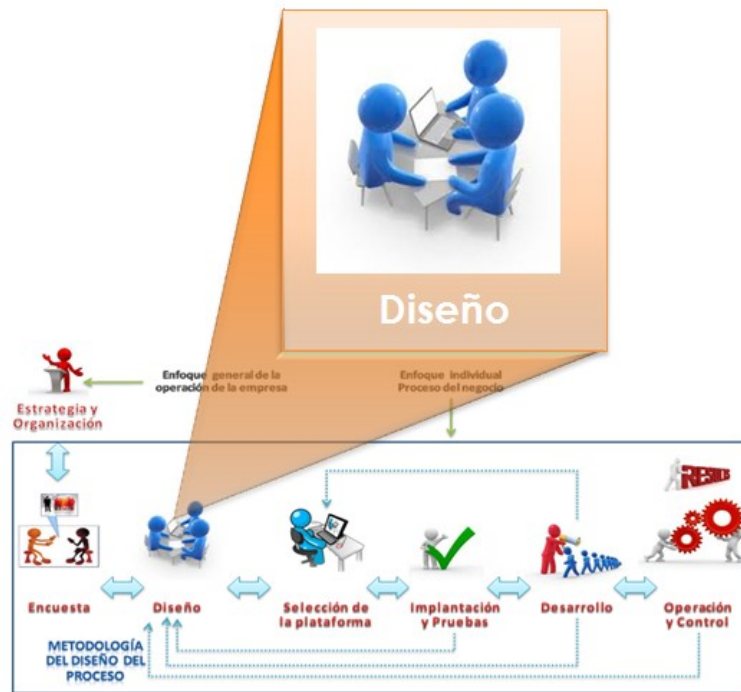 Diseño
Enfoque general de la
operación de la empresa
Enfoque individual
Proceso del negocio
Estrategia y
Organización
Encuesta
Diseño
Selección de
la plataforma
Implantación
y Pruebas
Desarrollo
Operación
y Control
METODOLOGÍA
DEL DISEÑO DEL
PROCESO